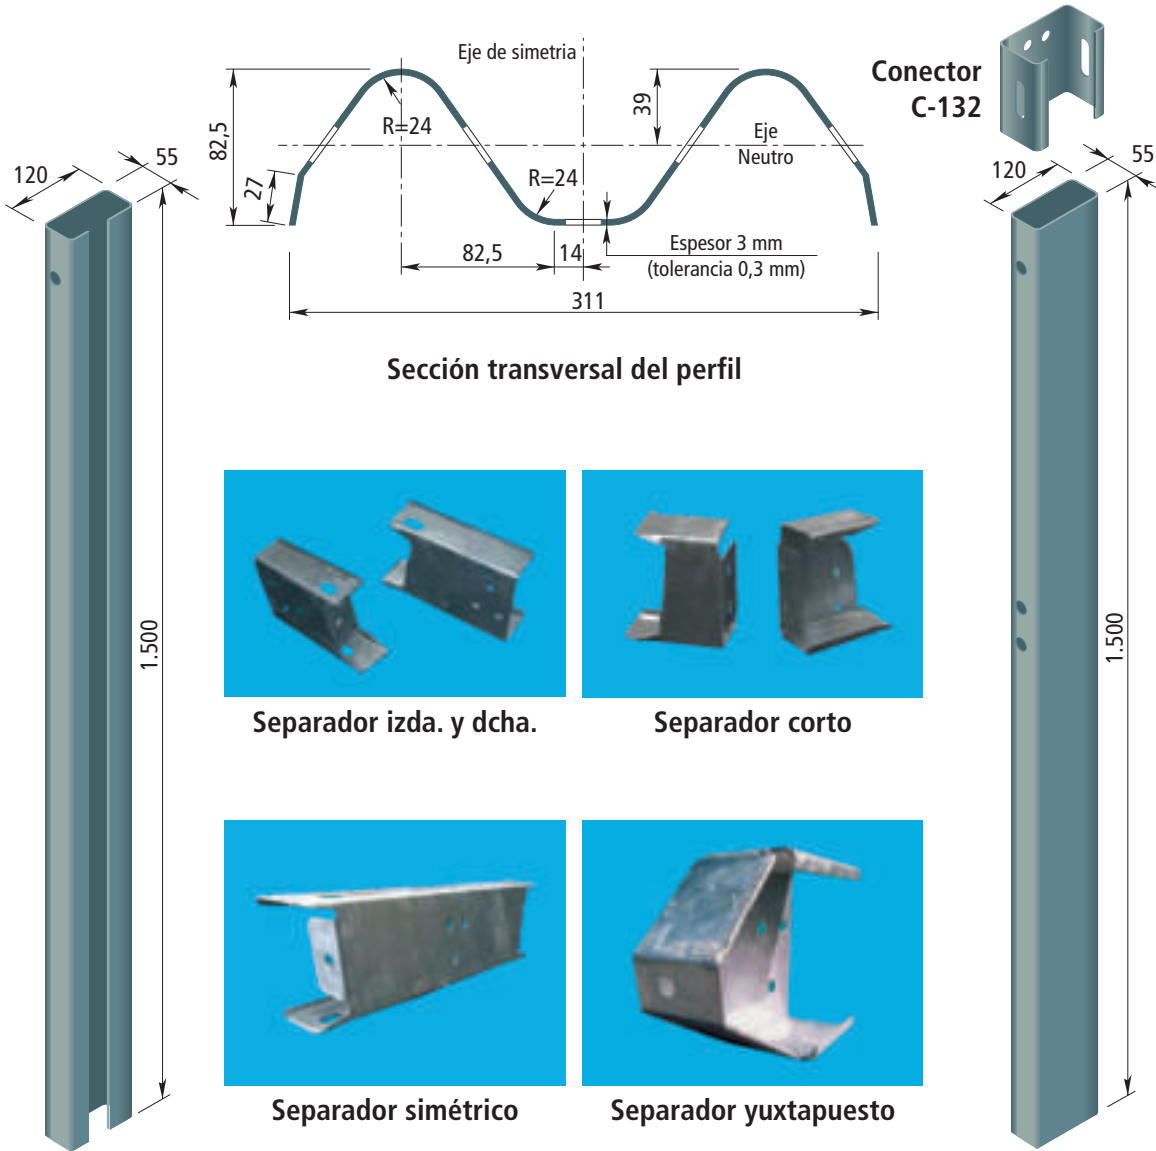 Eje de simetria
Conector
C-132
82,5
R=24
39
Eje
Neutro
27
R=24
82,5
14
Espesor 3 mm
(tolerancia 0,3 mm)
311
Sección transversal del perfil
120
55
1.500
120
55
1.500
Separador izda. y dcha.
Separador corto
Separador simétrico
Separador yuxtapuesto